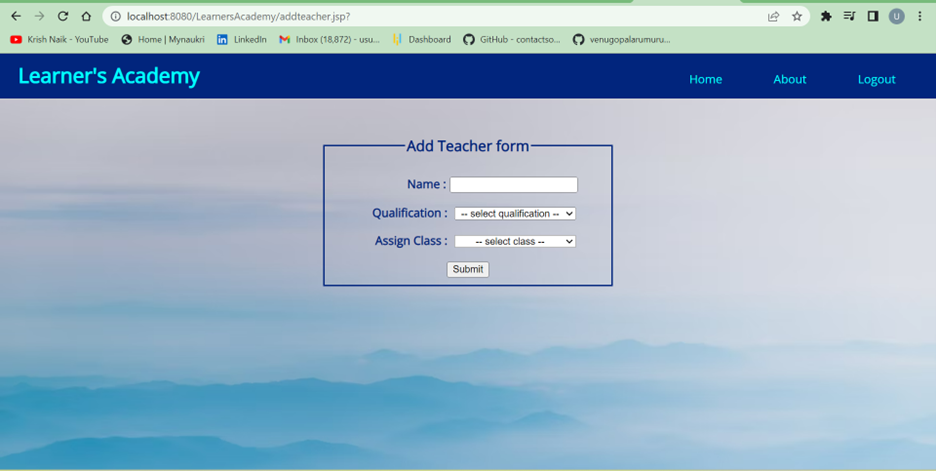 localhost:8080/LearnersAcademy/addteacher.jsp?
U
Krish Naik - YouTube Home | Mynaukri LinkedIn Inbox (18,872) - usu... Dashboard GitHub - contactso... venugopalarumuru...
Learner's Academy Home About Logout
Add Teacher form
Name :
Qualification : -- select qualification --
Assign Class : -- select class --
Submit